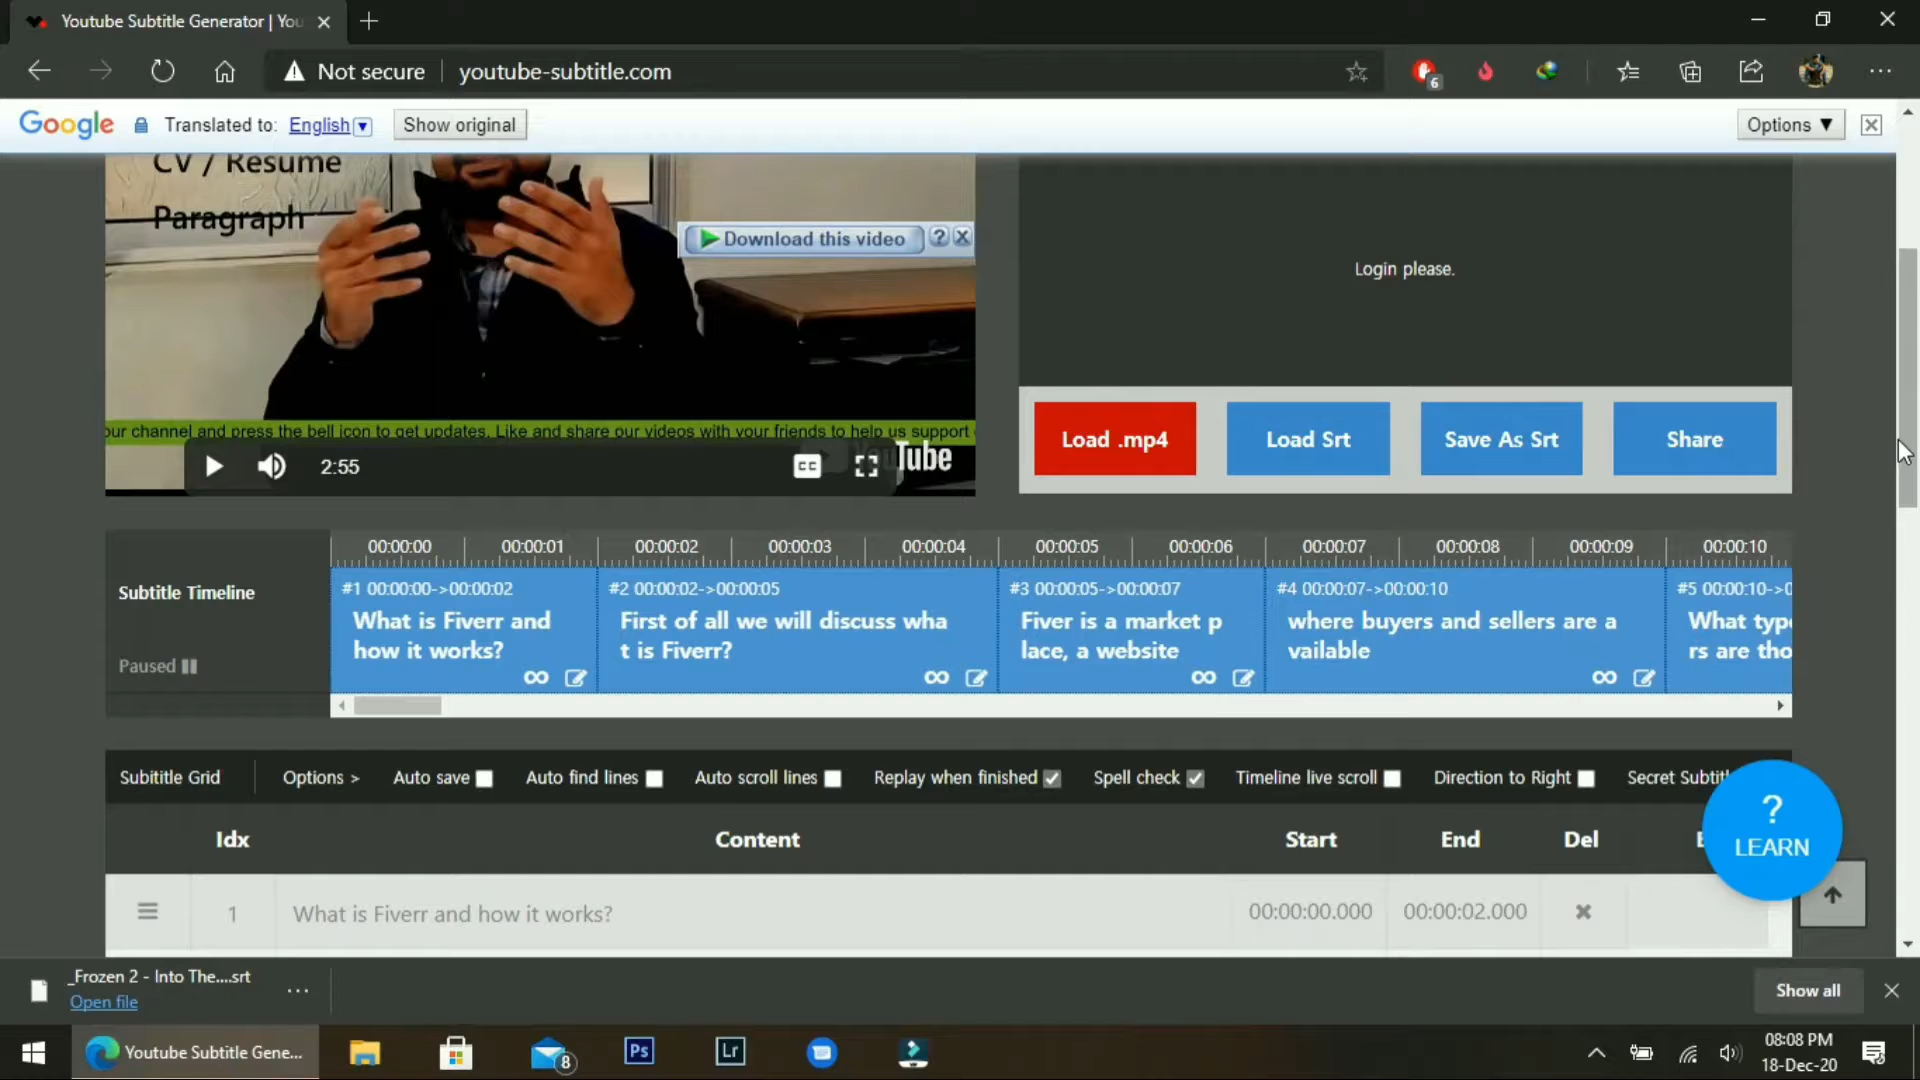 Youtube Subtitle Generator | You
Not secure
youtube-subtitle.com
6
Google
Translated to: English
Show original
Options ▼
CV / Resume
Paragraph
Download this video
?
Login please.
our channel and press the bell icon to get updates. Like and share our videos with your friends to help us support
2:55
CC
YouTube
Load .mp4
Load Srt
Save As Srt
Share
00:00:00
00:00:01
00:00:02
00:00:03
00:00:04
00:00:05
00:00:06
00:00:07
00:00:08
00:00:09
00:00:10
Subtitle Timeline
Paused
#1 00:00:00->00:00:02
What is Fiverr and
how it works?
#2 00:00:02->00:00:05
First of all we will discuss wha
t is Fiverr?
#3 00:00:05->00:00:07
Fiver is a market p
lace, a website
#4 00:00:07->00:00:10
where buyers and sellers are a
vailable
#5 00:00:10->0
What typ
rs are tho
Subititle Grid
Options >
Auto save
Auto find lines
Auto scroll lines
Replay when finished
Spell check
Timeline live scroll
Direction to Right
Secret Subtitl
?
LEARN
Idx
Content
Start
End
Del
1
What is Fiverr and how it works?
00:00:00.000
00:00:02.000
_Frozen 2 - Into The....srt
Open file
Show all
Youtube Subtitle Gene...
8
Ps
Lr
08:08 PM
18-Dec-20